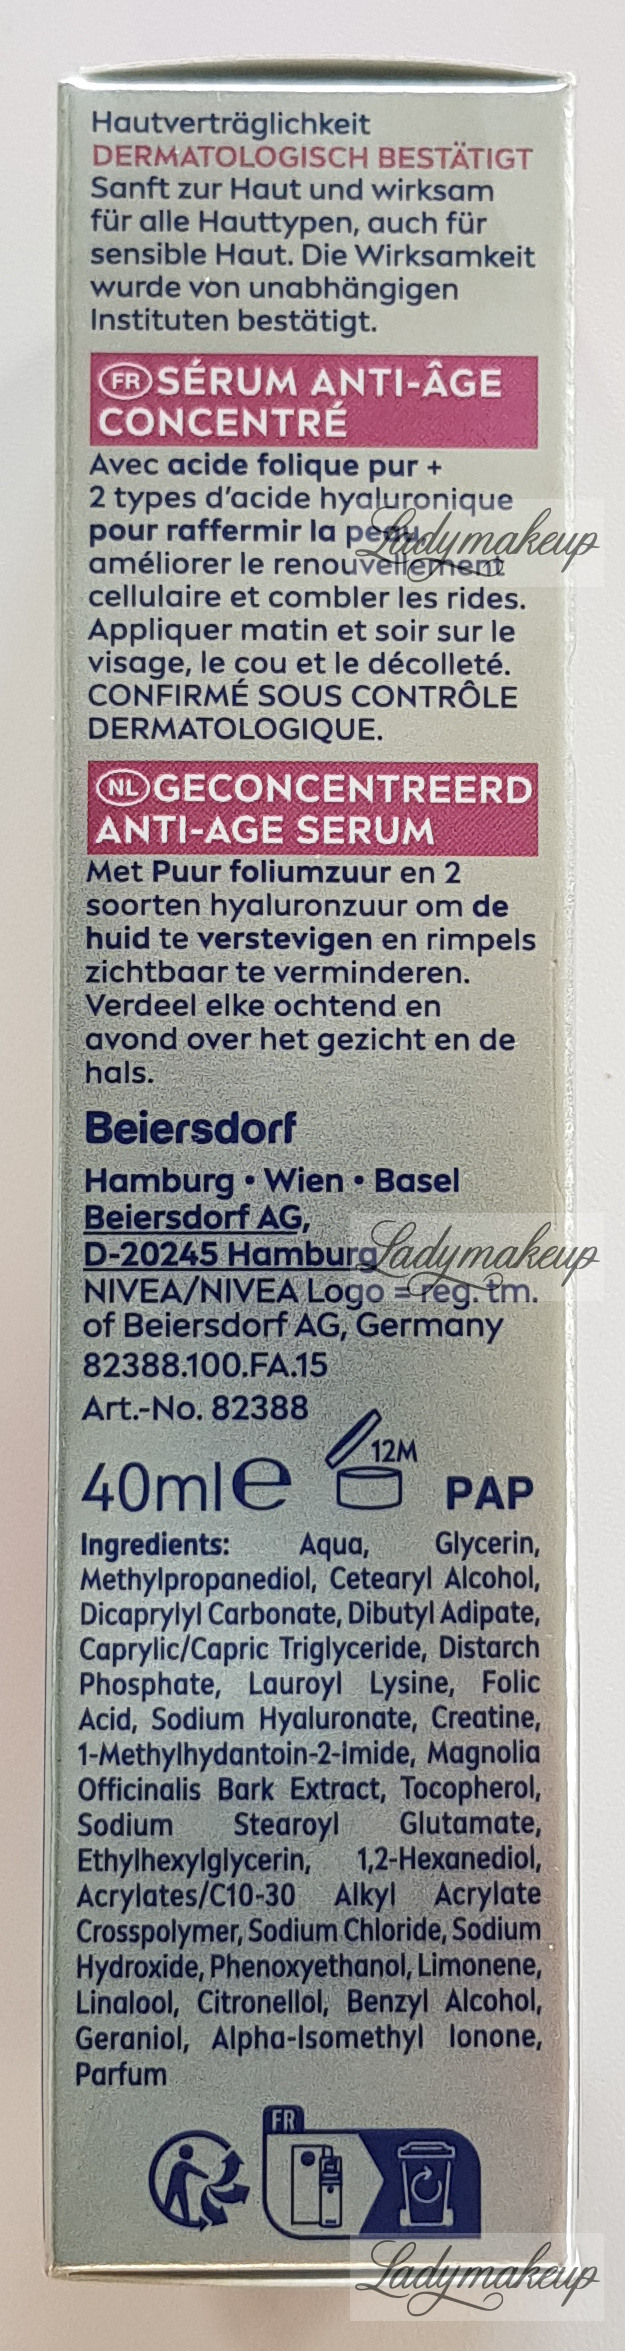 Hautverträglichkeit
DERMATOLOGISCH BESTÄTIGT
Sanft zur Haut und wirksam
für alle Hauttypen, auch für
sensible Haut. Die Wirksamkeit
wurde von unabhängigen
Instituten bestätigt.
FR SÉRUM ANTI-ÂGE
CONCENTRÉ
Avec acide folique pur +
2 types d'acide hyaluronique
pour raffermir la peau,
Ladymakeup
améliorer le renouvellement
cellulaire et combler les rides.
Appliquer matin et soir sur le
visage, le cou et le décolleté.
CONFIRMÉ SOUS CONTRÔLE
DERMATOLOGIQUE.
NL GECONCENTREERD
ANTI-AGE SERUM
Met Puur foliumzuur en 2
soorten hyaluronzuur om de
huid te verstevigen en rimpels
zichtbaar te verminderen.
Verdeel elke ochtend en
avond over het gezicht en de
hals.
Beiersdorf
Hamburg • Wien • Basel
Beiersdorf AG,
D-20245 Hamburg
Ladymakeup
NIVEA/NIVEA Logo = reg. tm.
of Beiersdorf AG, Germany
82388.100.FA.15
Art.-No. 82388
40ml e 12M PAP
Ingredients: Aqua, Glycerin,
Methylpropanediol, Cetearyl Alcohol,
Dicaprylyl Carbonate, Dibutyl Adipate,
Caprylic/Capric Triglyceride, Distarch
Phosphate, Lauroyl Lysine, Folic
Acid, Sodium Hyaluronate, Creatine,
1-Methylhydantoin-2-Imide, Magnolia
Officinalis Bark Extract, Tocopherol,
Sodium Stearoyl Glutamate,
Ethylhexylglycerin, 1,2-Hexanediol,
Acrylates/C10-30 Alkyl Acrylate
Crosspolymer, Sodium Chloride, Sodium
Hydroxide, Phenoxyethanol, Limonene,
Linalool, Citronellol, Benzyl Alcohol,
Geraniol, Alpha-Isomethyl Ionone,
Parfum
FR
Ladymakeup